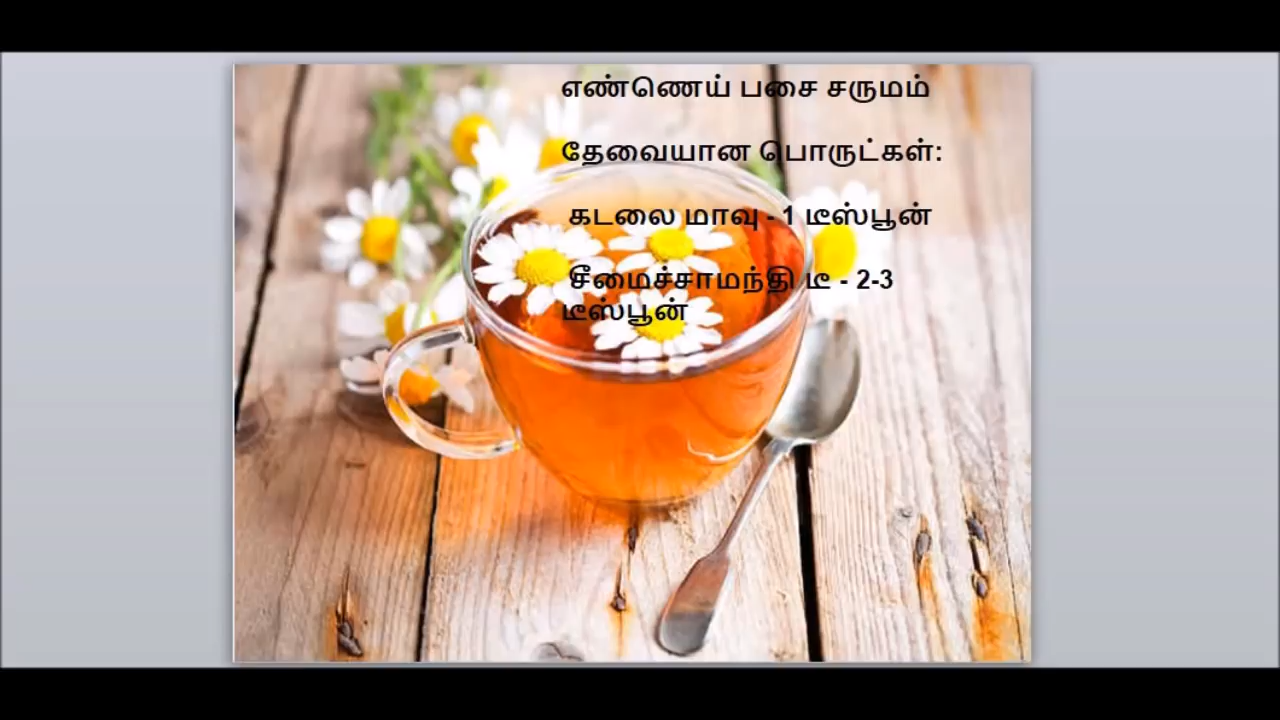 எண்ணெய் பசை சருமம்
தேவையான பொருட்கள்:
கடலை மாவு - 1 டீஸ்பூன்
சீமைச்சாமந்தி டீ - 2-3
டீஸ்பூன்